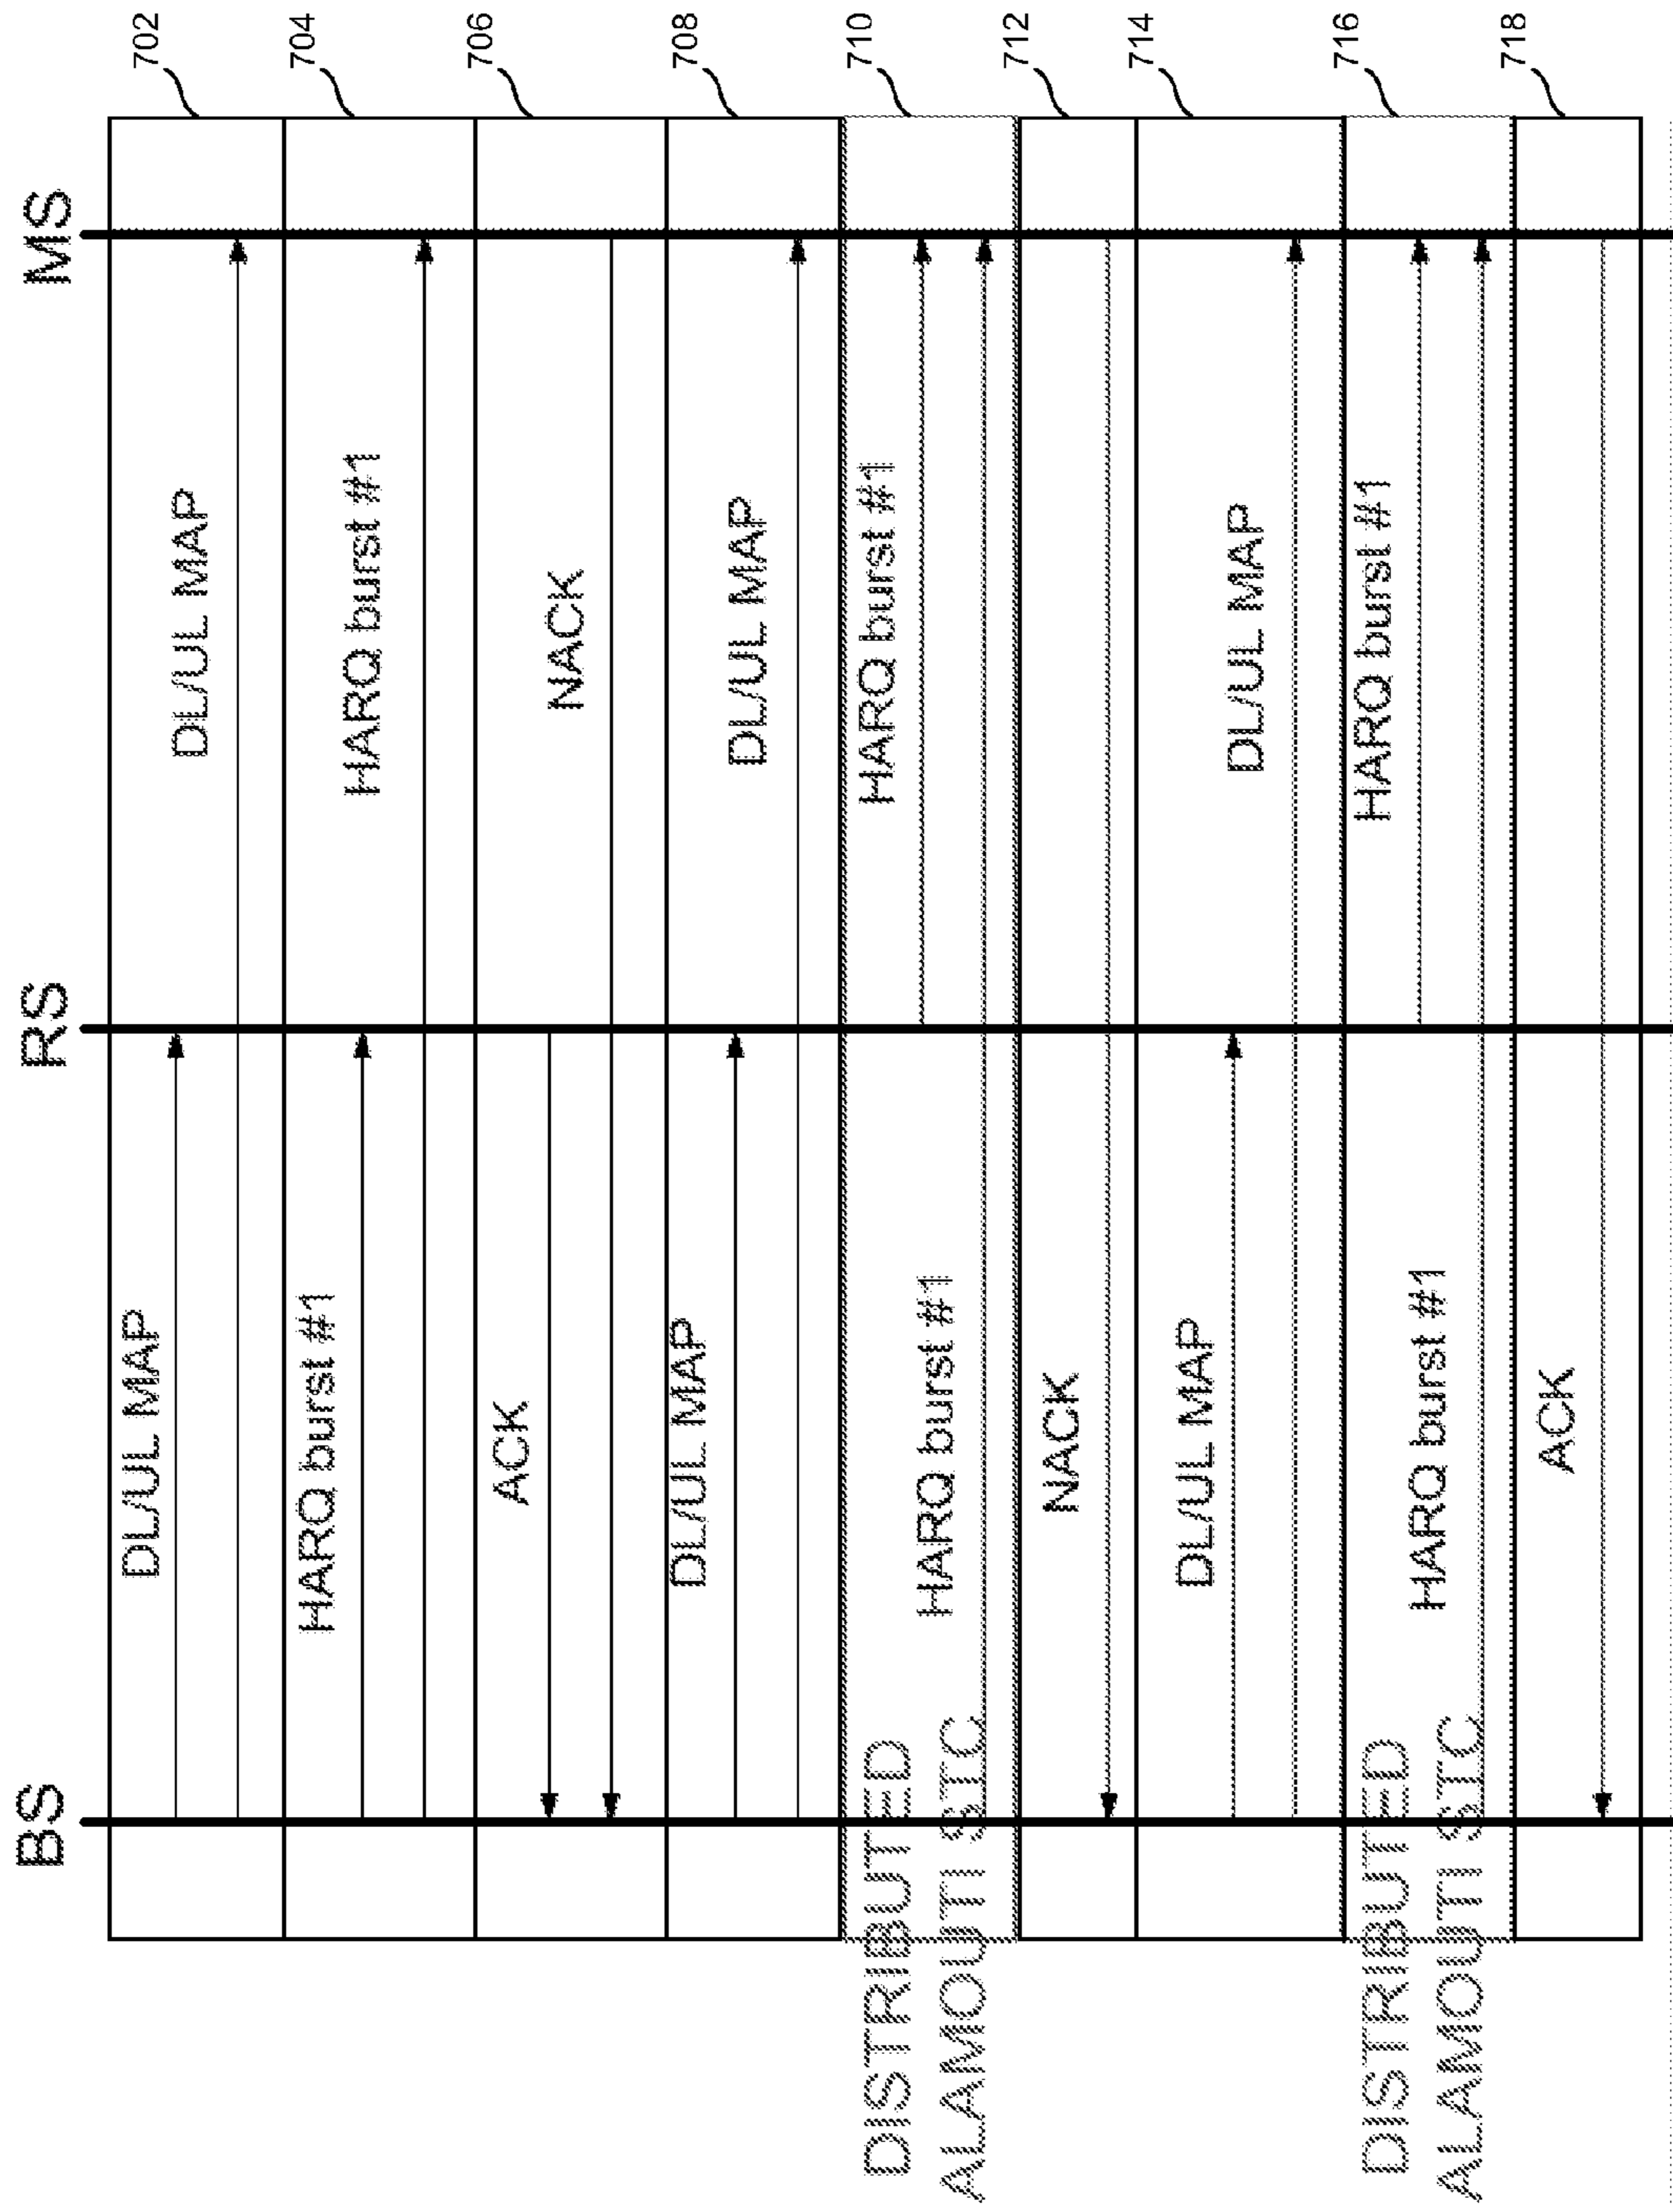 BS
RS
MS
DL/UL MAP
DL/UL MAP
702
HARQ burst #1
HARQ burst #1
704
ACK
NACK
706
DL/UL MAP
DL/UL MAP
708
DISTRIBUTED
ALAMOUTI STC
HARQ burst #1
HARQ burst #1
710
NACK
712
DL/UL MAP
DL/UL MAP
714
DISTRIBUTED
ALAMOUTI STC
HARQ burst #1
HARQ burst #1
716
ACK
718